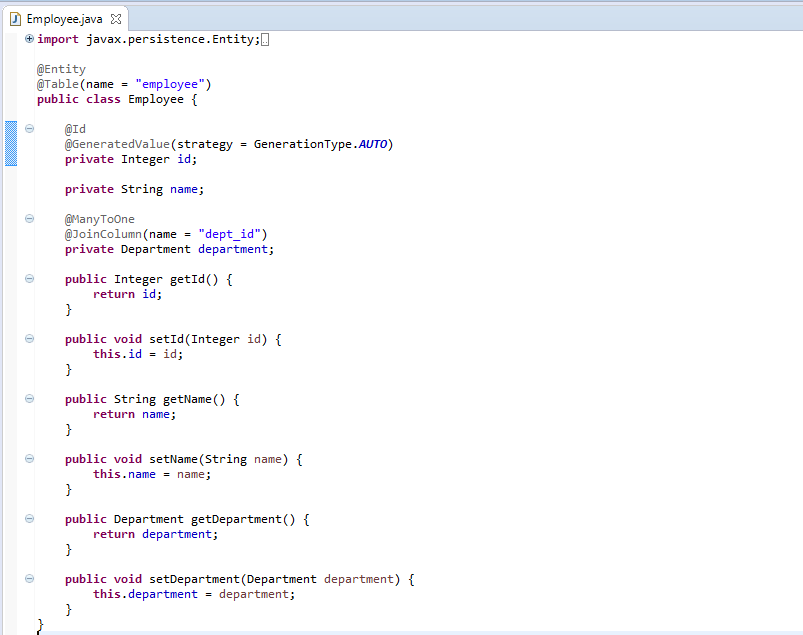 Employee.java
import javax.persistence.Entity;
@Entity
@Table(name = "employee")
public class Employee {
@Id
@GeneratedValue(strategy = GenerationType.AUTO)
private Integer id;
private String name;
@ManyToOne
@JoinColumn(name = "dept_id")
private Department department;
public Integer getId() {
return id;
}
public void setId(Integer id) {
this.id = id;
}
public String getName() {
return name;
}
public void setName(String name) {
this.name = name;
}
public Department getDepartment() {
return department;
}
public void setDepartment(Department department) {
this.department = department;
}
}